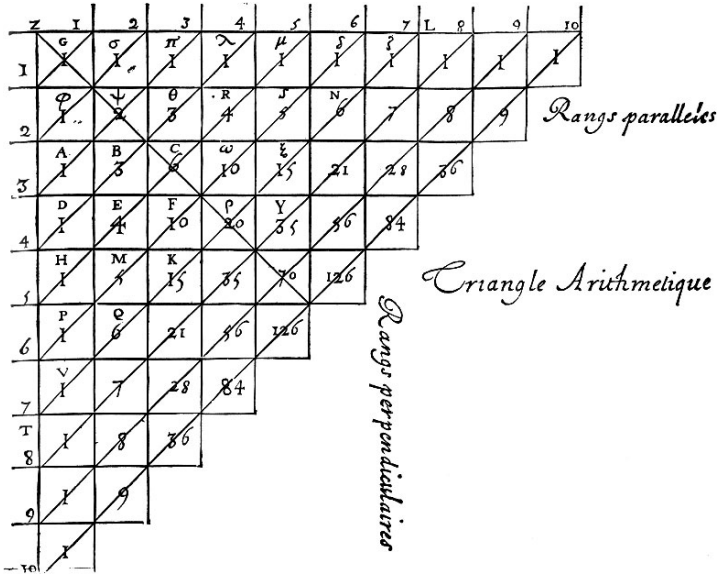 Z 1 2 3 4 5 6 7 L 8 9 10
G σ π λ μ δ ζ
1 1 1 1 1 1 1 1 1 1 1
φ ψ θ R S N
2 1 2 3 4 5 6 7 8 9
Rangs paralleles
A B C ω ξ
3 1 3 6 10 15 21 28 36
D E F ρ Y
4 1 4 10 20 35 56 84
H M K
5 1 5 15 35 70 126
Triangle Arithmetique
P Q
6 1 6 21 56 126
Rangs perpendiculaires
V
7 1 7 28 84
T
8 1 8 36
9 1 9
10 1